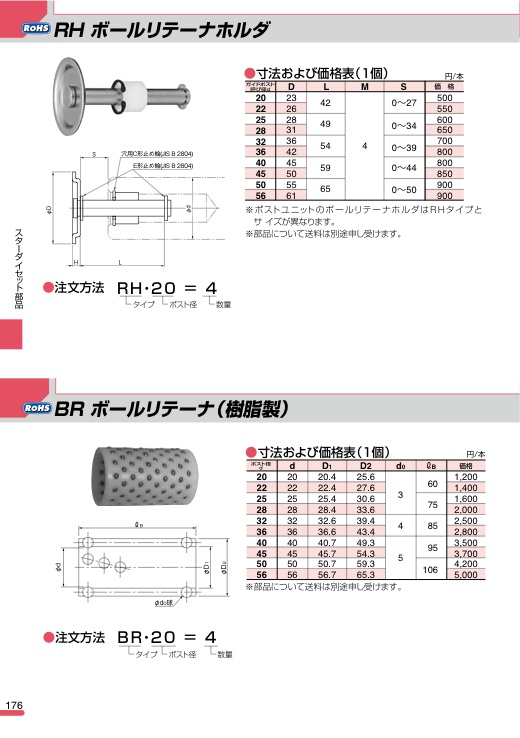 RoHS RH ボールリテーナホルダ
●寸法および価格表（1個） 円/本
ガイドポスト呼び径d D L M S 価 格
20 23 42 4 0〜27 500
22 26 550
25 28 49 0〜34 600
28 31 650
32 36 54 0〜39 700
36 42 800
40 45 59 0〜44 800
45 50 850
50 55 65 0〜50 900
56 61 900
※ポストユニットのボールリテーナホルダはRHタイプと
サイズが異なります。
※部品について送料は別途申し受けます。
S 穴用C形止め輪(JIS B 2804)
E形止め輪(JIS B 2804)
φD
φd
H L
●注文方法 RH・20 ＝ 4
タイプ ポスト径 数量
スターダイセット部品
RoHS BR ボールリテーナ（樹脂製）
●寸法および価格表（1個） 円/本
ポスト径d d D1 D2 d0 ℓB 価格
20 20 20.4 25.6 3 60 1,200
22 22 22.4 27.6 1,400
25 25 25.4 30.6 75 1,600
28 28 28.4 33.6 2,000
32 32 32.6 39.4 4 85 2,500
36 36 36.6 43.4 2,800
40 40 40.7 49.3 5 95 3,500
45 45 45.7 54.3 3,700
50 50 50.7 59.3 106 4,200
56 56 56.7 65.3 5,000
※部品について送料は別途申し受けます。
ℓB
φd
φD1
φD2
φd0球
●注文方法 BR・20 ＝ 4
タイプ ポスト径 数量
176